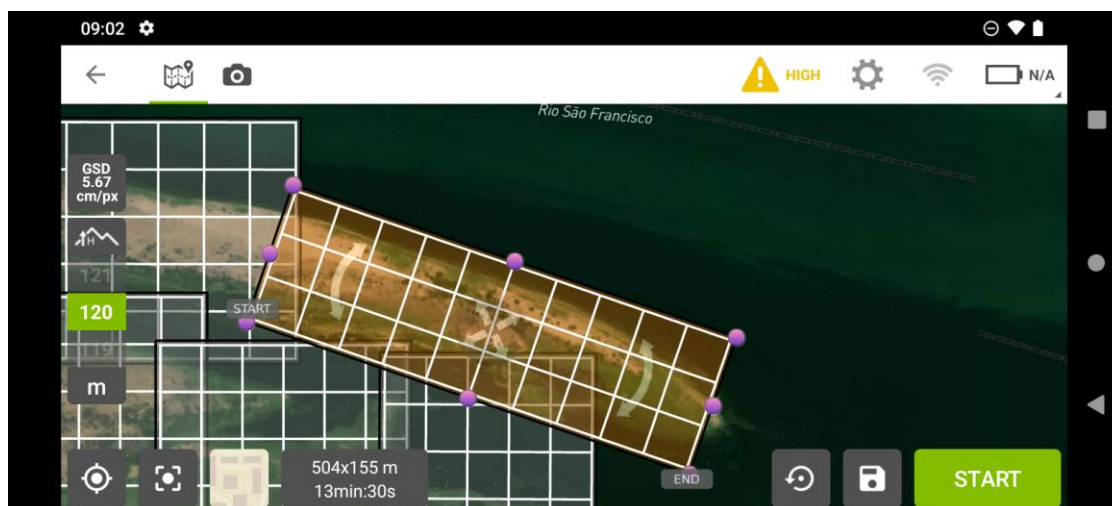 09:02
HIGH
N/A
Rio São Francisco
GSD
5.67
cm/px
H
121
120
119
m
START
END
504x155 m
13min:30s
START